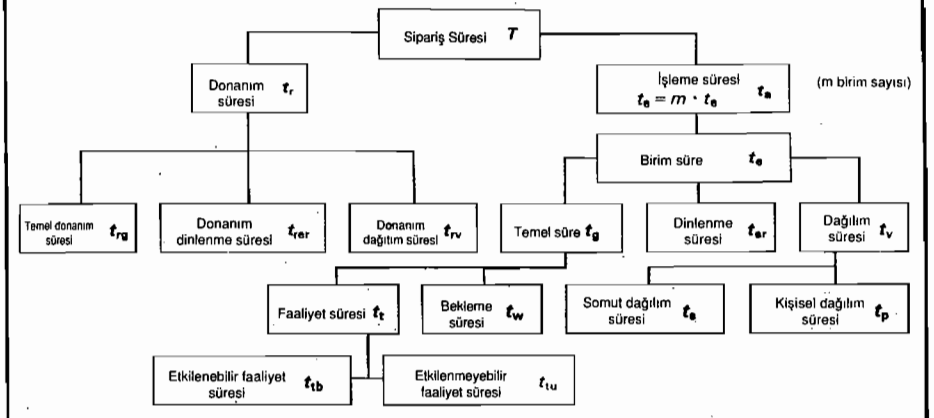 Sipariş Süresi T
Donanım süresi tr
İşleme süresi ta
te = m · te
(m birim sayısı)
Birim süre te
Temel donanım süresi trg
Donanım dinlenme süresi trer
Donanım dağıtım süresi trv
Temel süre tg
Dinlenme süresi ter
Dağılım süresi tv
Faaliyet süresi tt
Bekleme süresi tw
Somut dağılım süresi ts
Kişisel dağılım süresi tp
Etkilenebilir faaliyet süresi ttb
Etkilenmeyebilir faaliyet süresi ttu